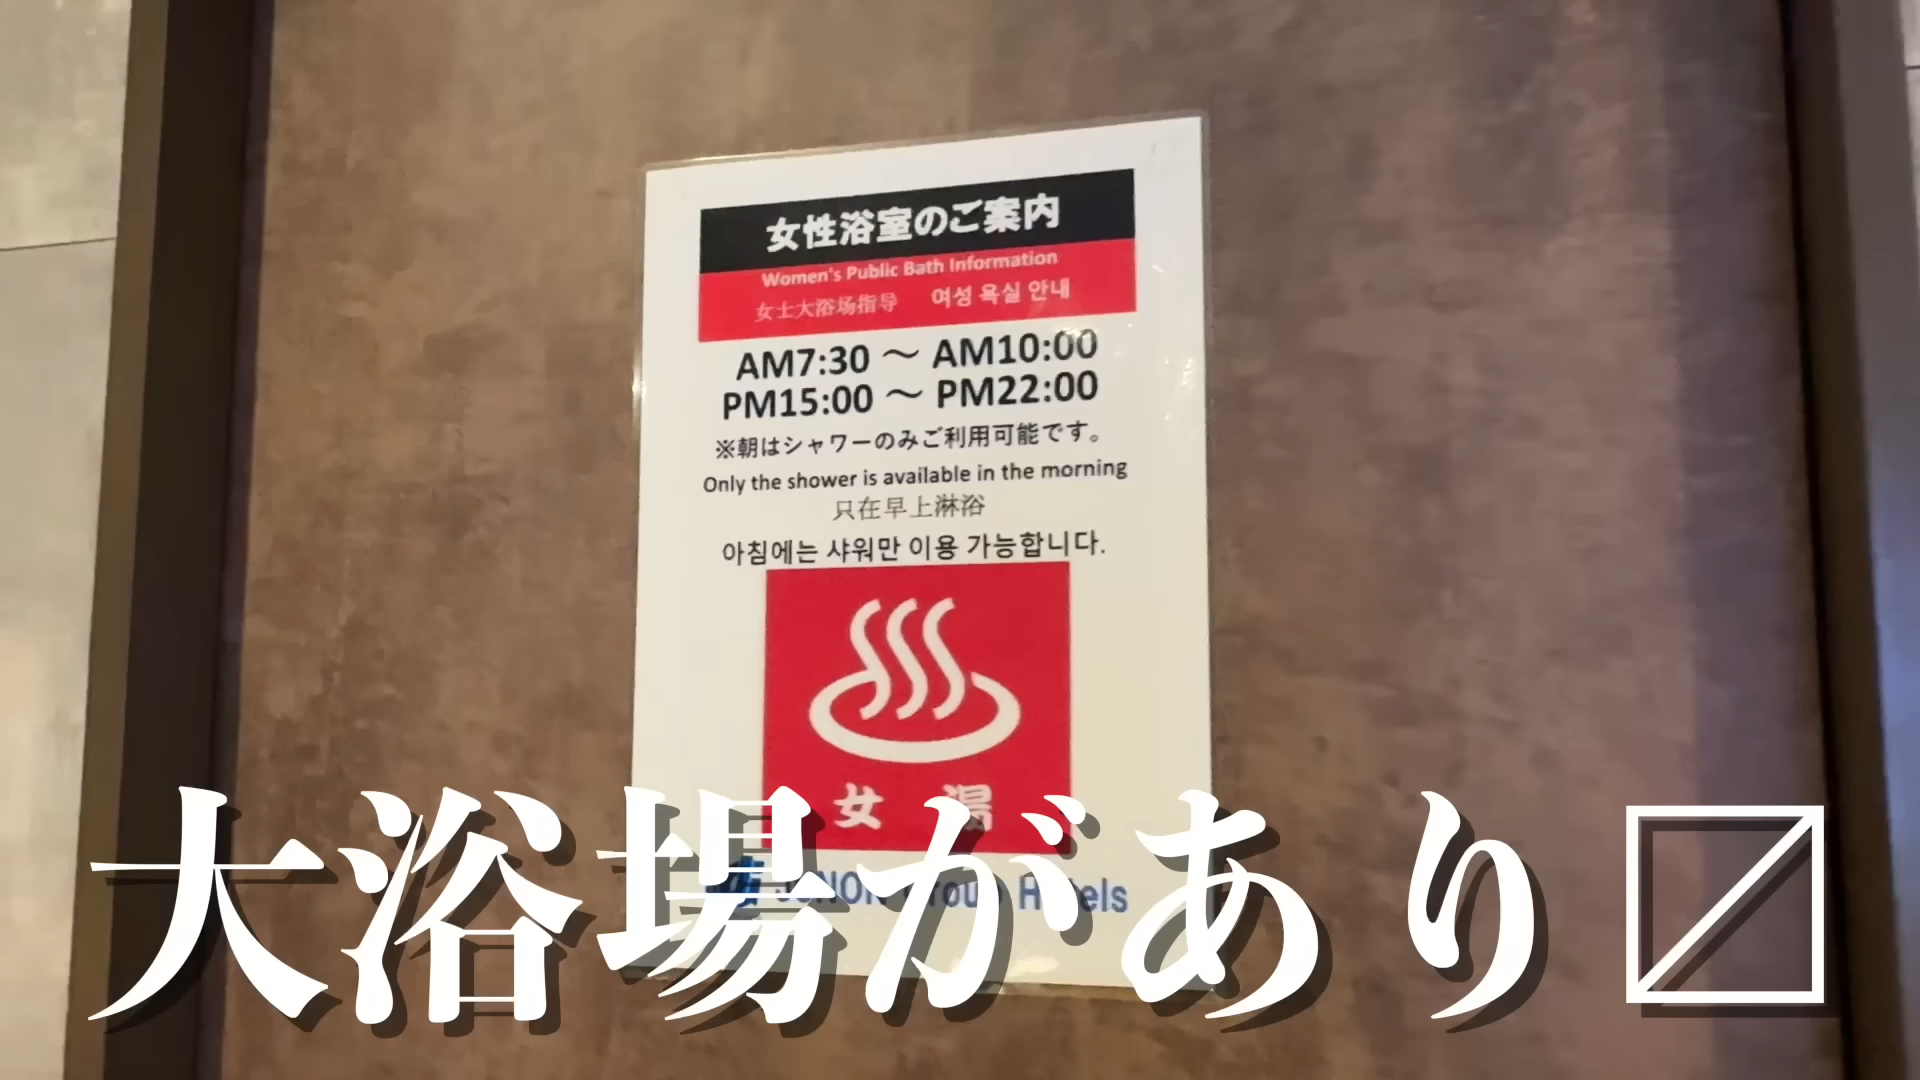 女性浴室のご案内
Women's Public Bath Information
女士大浴场指导 여성 욕실 안내
AM7:30 ～ AM10:00
PM15:00 ～ PM22:00
※朝はシャワーのみご利用可能です。
Only the shower is available in the morning
只在早上淋浴
아침에는 샤워만 이용 가능합니다.
女 湯
大浴場があり〼